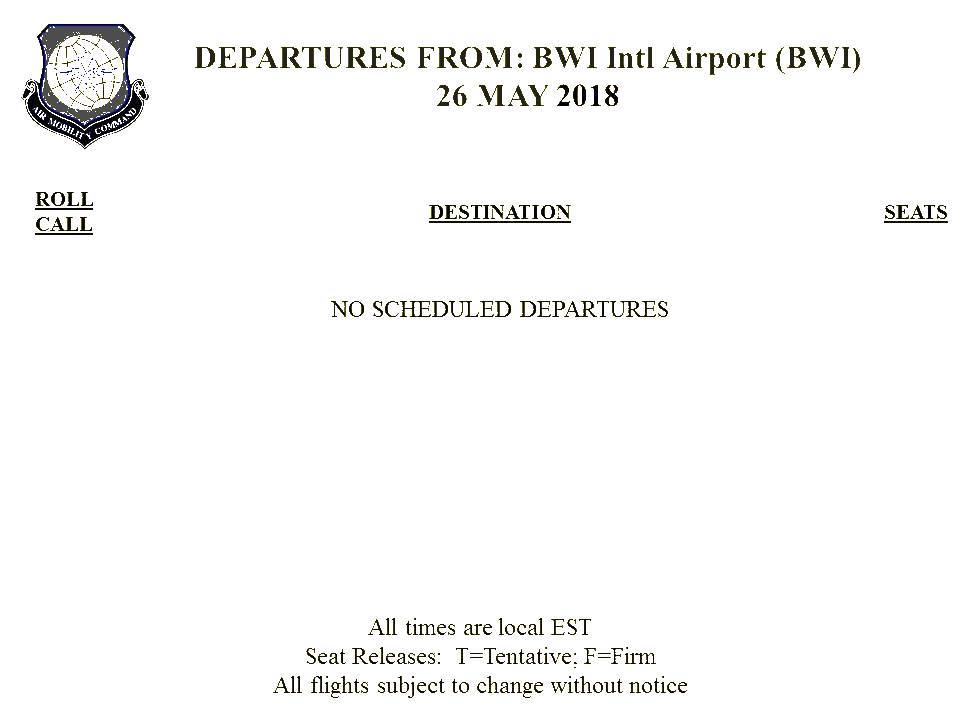 DEPARTURES FROM: BWI Intl Airport (BWI)
26 MAY 2018
AIR MOBILITY COMMAND
ROLL
CALL
DESTINATION
SEATS
NO SCHEDULED DEPARTURES
All times are local EST
Seat Releases: T=Tentative; F=Firm
All flights subject to change without notice